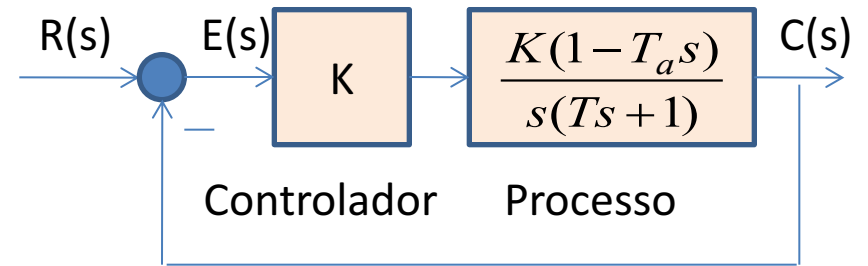 R(s) E(s) C(s)
K
K(1 − Tₐs)
s(Ts + 1)
−
Controlador Processo